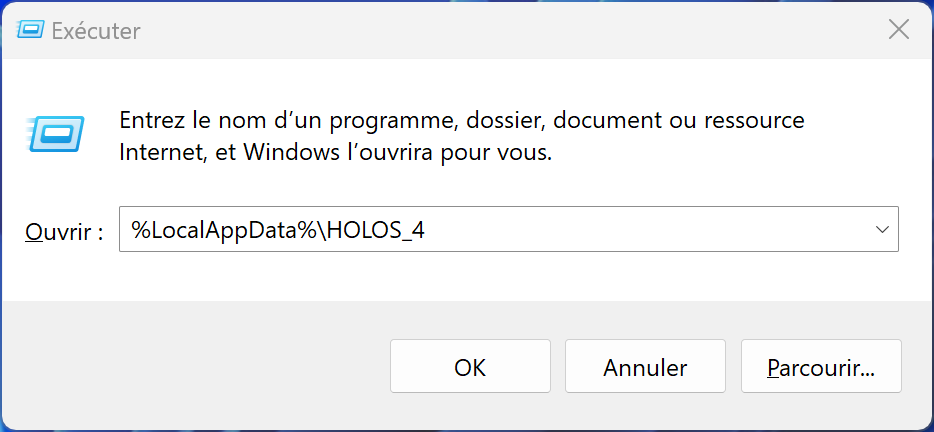 Exécuter
Entrez le nom d’un programme, dossier, document ou ressource
Internet, et Windows l’ouvrira pour vous.
Ouvrir : %LocalAppData%\HOLOS_4
OK Annuler Parcourir...